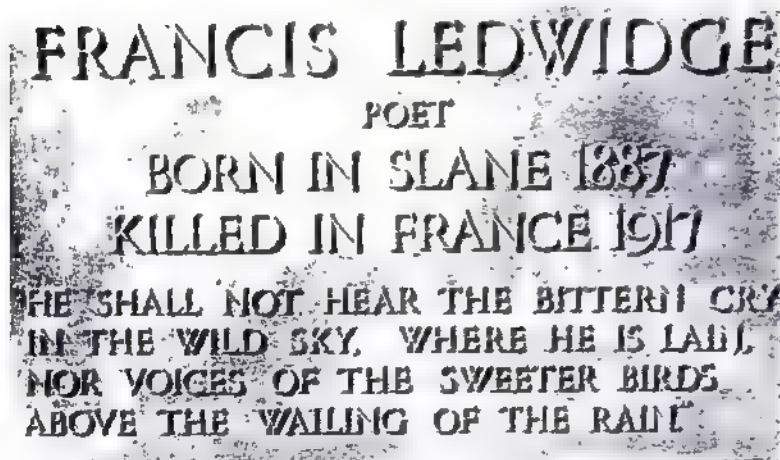 FRANCIS LEDWIDGE
POET
BORN IN SLANE 1887
KILLED IN FRANCE 1917
HE SHALL NOT HEAR THE BITTERN CRY
IN THE WILD SKY, WHERE HE IS LAIN,
NOR VOICES OF THE SWEETER BIRDS
ABOVE THE WAILING OF THE RAIN